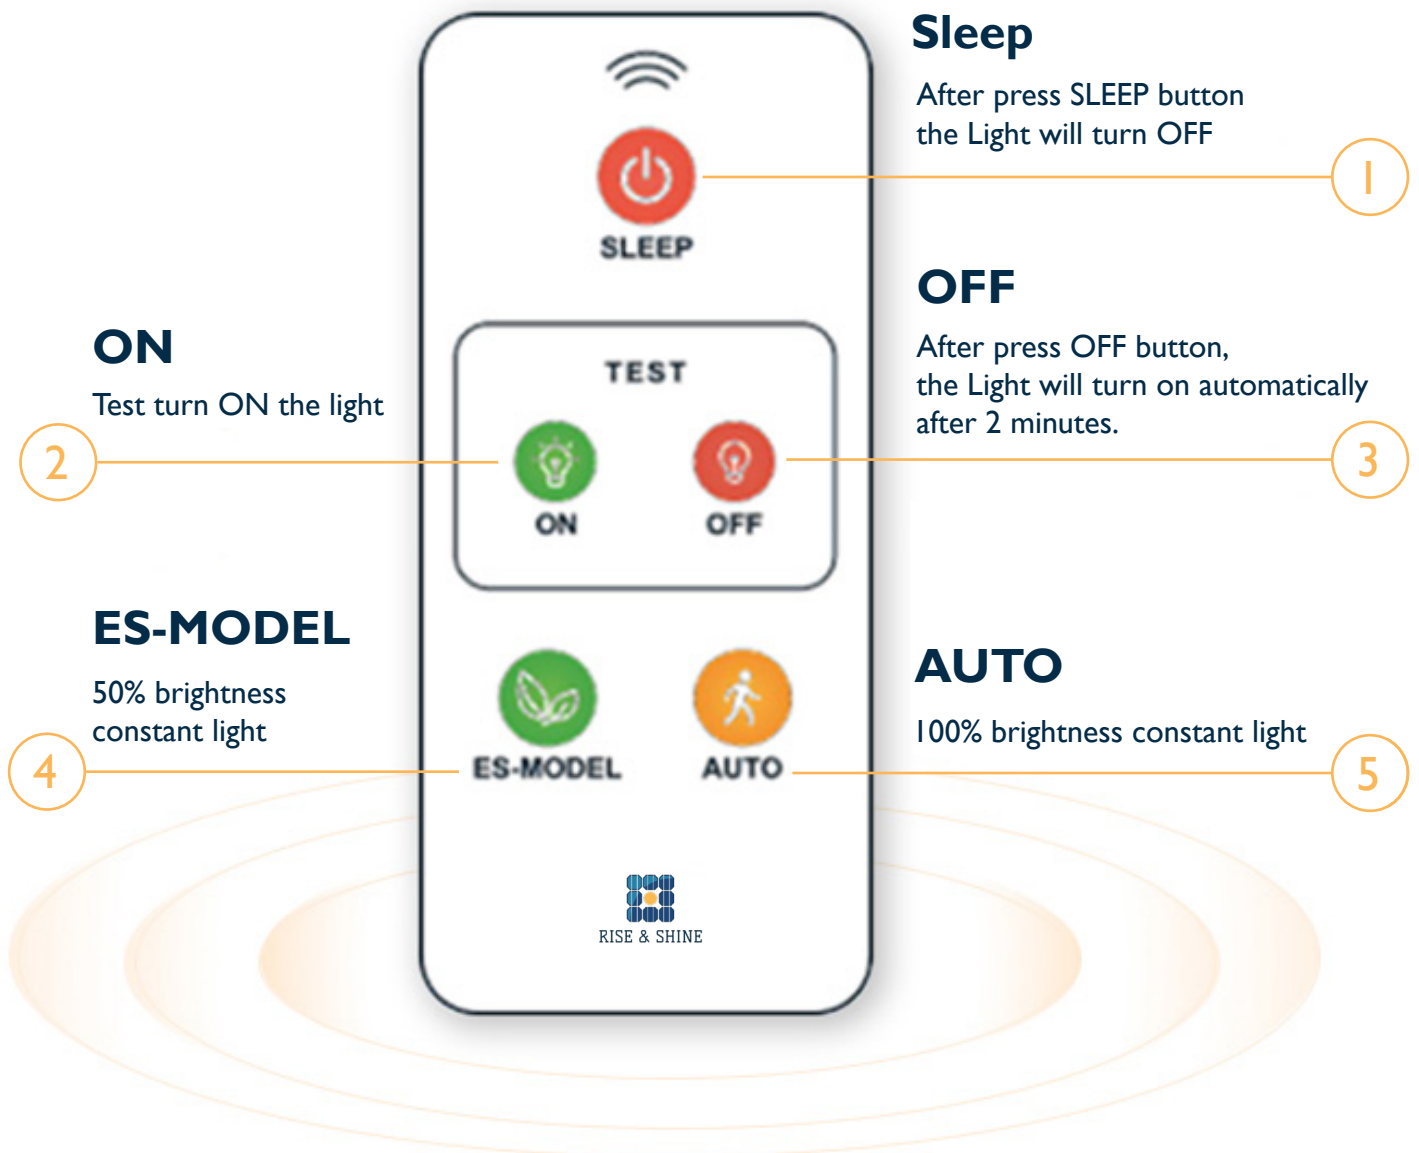 Sleep
After press SLEEP button
the Light will turn OFF
1
SLEEP
OFF
After press OFF button,
the Light will turn on automatically
after 2 minutes.
3
ON
Test turn ON the light
2
TEST
ON
OFF
ES-MODEL
50% brightness
constant light
4
ES-MODEL
AUTO
AUTO
100% brightness constant light
5
RISE & SHINE